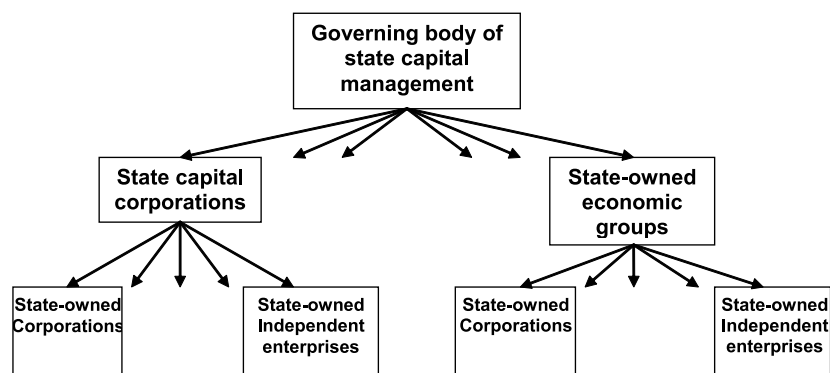 Governing body of
state capital
management
State capital
corporations
State-owned
economic
groups
State-owned
Corporations
State-owned
Independent
enterprises
State-owned
Corporations
State-owned
Independent
enterprises